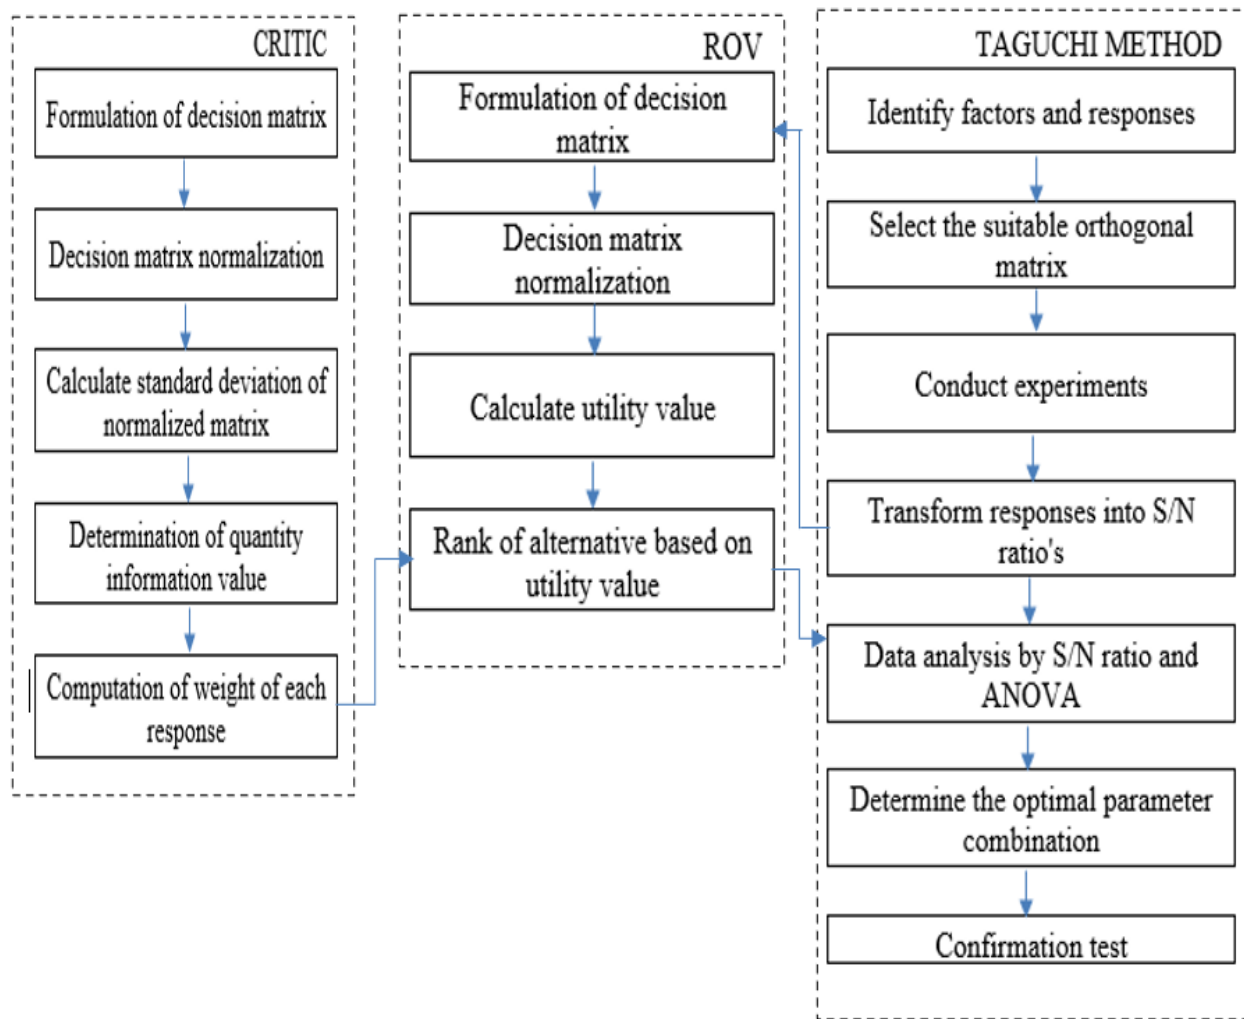 CRITIC
Formulation of decision matrix
Decision matrix normalization
Calculate standard deviation of
normalized matrix
Determination of quantity
information value
Computation of weight of each
response
ROV
Formulation of decision
matrix
Decision matrix
normalization
Calculate utility value
Rank of alternative based on
utility value
TAGUCHI METHOD
Identify factors and responses
Select the suitable orthogonal
matrix
Conduct experiments
Transform responses into S/N
ratio's
Data analysis by S/N ratio and
ANOVA
Determine the optimal parameter
combination
Confirmation test